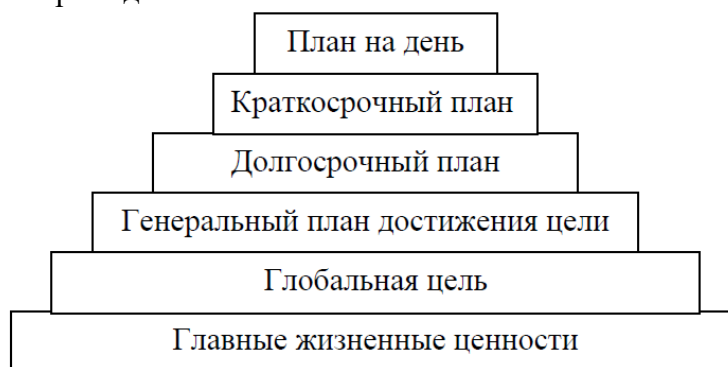 План на день
Краткосрочный план
Долгосрочный план
Генеральный план достижения цели
Глобальная цель
Главные жизненные ценности